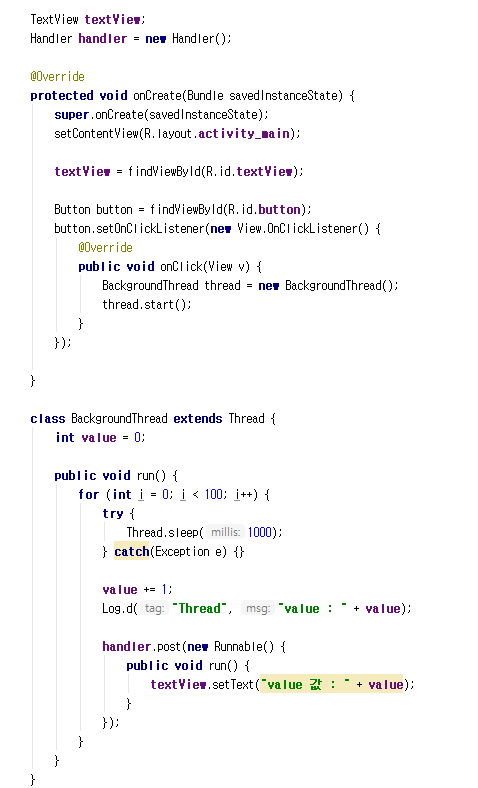 TextView textView;
Handler handler = new Handler();
@Override
protected void onCreate(Bundle savedInstanceState) {
super.onCreate(savedInstanceState);
setContentView(R.layout.activity_main);
textView = findViewById(R.id.textView);
Button button = findViewById(R.id.button);
button.setOnClickListener(new View.OnClickListener() {
@Override
public void onClick(View v) {
BackgroundThread thread = new BackgroundThread();
thread.start();
}
});
}
class BackgroundThread extends Thread {
int value = 0;
public void run() {
for (int i = 0; i < 100; i++) {
try {
Thread.sleep( millis: 1000);
} catch(Exception e) {}
value += 1;
Log.d( tag: "Thread", msg: "value : " + value);
handler.post(new Runnable() {
public void run() {
textView.setText("value 값 : " + value);
}
});
}
}
}